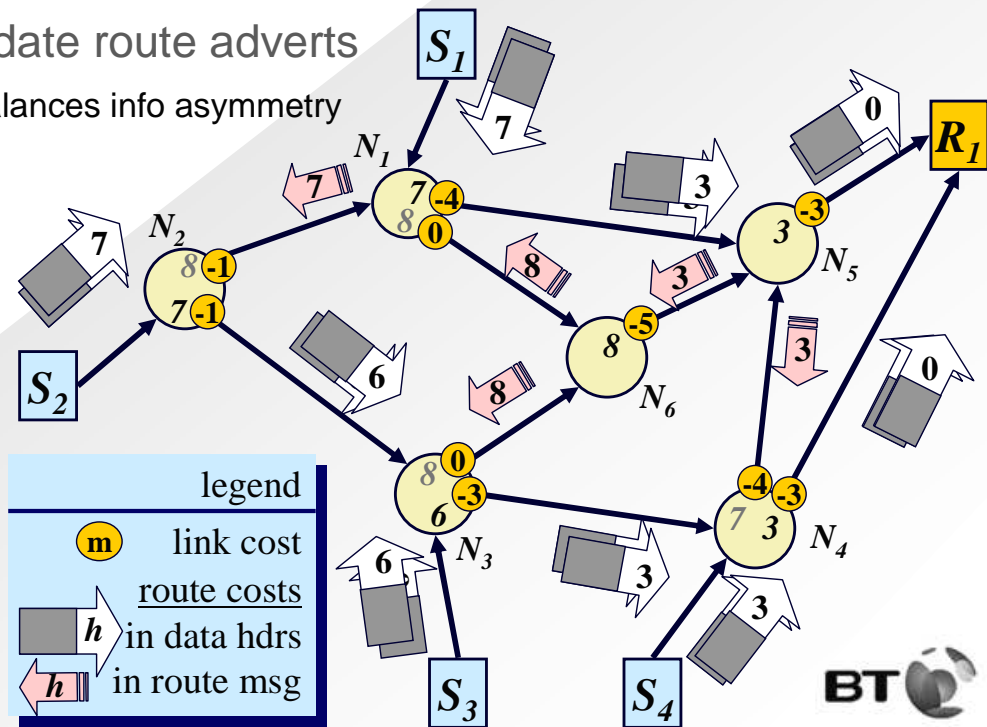 date route adverts
alances info asymmetry
S1
7
0
R1
N1
7
7
-4
8
0
3
3
-3
N5
N2
7
8
-1
7
-1
8
3
-5
8
N6
S2
6
8
3
0
8
0
-3
6
N3
-4
-3
7
3
N4
6
3
3
S3
S4
legend
m link cost
route costs
h in data hdrs
h in route msg
BT